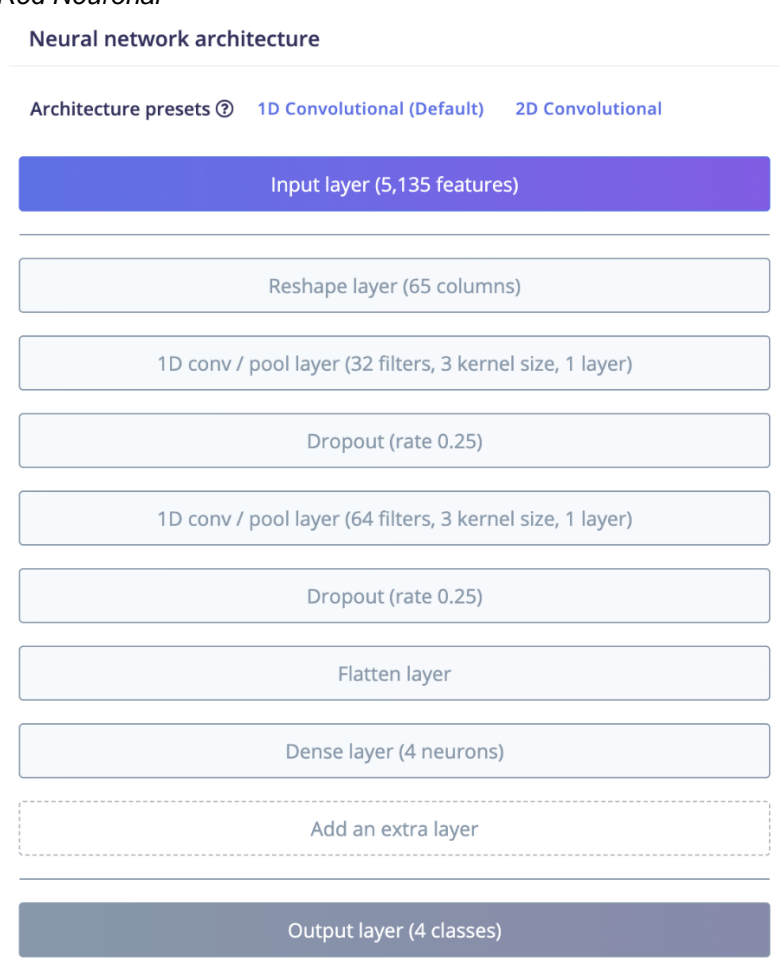 Red Neuronal
Neural network architecture
Architecture presets ? 1D Convolutional (Default) 2D Convolutional
Input layer (5,135 features)
Reshape layer (65 columns)
1D conv / pool layer (32 filters, 3 kernel size, 1 layer)
Dropout (rate 0.25)
1D conv / pool layer (64 filters, 3 kernel size, 1 layer)
Dropout (rate 0.25)
Flatten layer
Dense layer (4 neurons)
Add an extra layer
Output layer (4 classes)